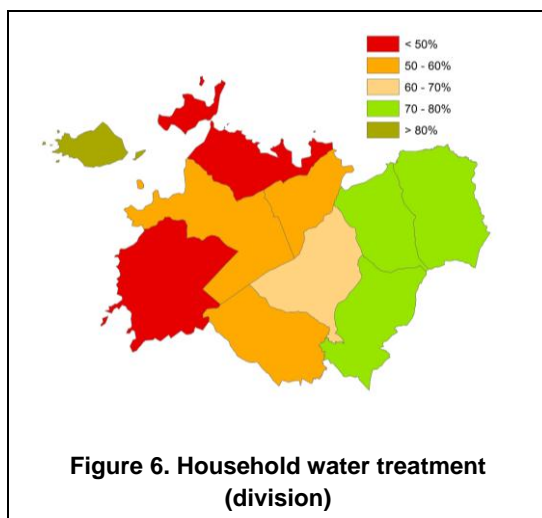 < 50%
50 - 60%
60 - 70%
70 - 80%
> 80%
Figure 6. Household water treatment
(division)